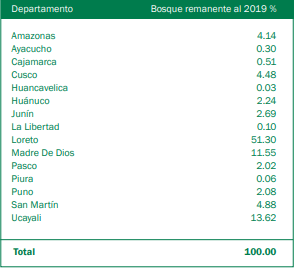 Departamento Bosque remanente al 2019 %
Amazonas 4.14
Ayacucho 0.30
Cajamarca 0.51
Cusco 4.48
Huancavelica 0.03
Huánuco 2.24
Junín 2.69
La Libertad 0.10
Loreto 51.30
Madre De Dios 11.55
Pasco 2.02
Piura 0.06
Puno 2.08
San Martín 4.88
Ucayali 13.62
Total 100.00